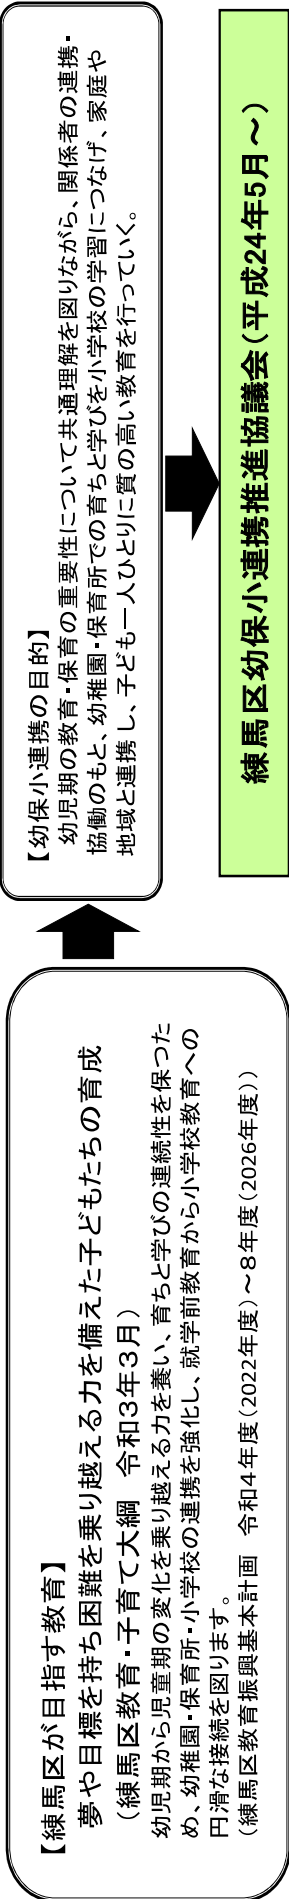 【練馬区が目指す教育】
夢や目標を持ち困難を乗り越える力を備えた子どもたちの育成
（練馬区教育・子育て大綱　令和３年３月）
幼児期から児童期の変化を乗り越える力を養い、育ちと学びの連続性を保つた
め、幼稚園・保育所・小学校の連携を強化し、就学前教育から小学校教育への
円滑な接続を図ります。
（練馬区教育振興基本計画　令和４年度（2022年度）～８年度（2026年度））
【幼保小連携の目的】
幼児期の教育・保育の重要性について共通理解を図りながら、関係者の連携・
協働のもと、幼稚園・保育所での育ちと学びを小学校の学習につなげ、家庭や
地域と連携し、子ども一人ひとりに質の高い教育を行っていく。
練馬区幼保小連携推進協議会（平成24年5月～）